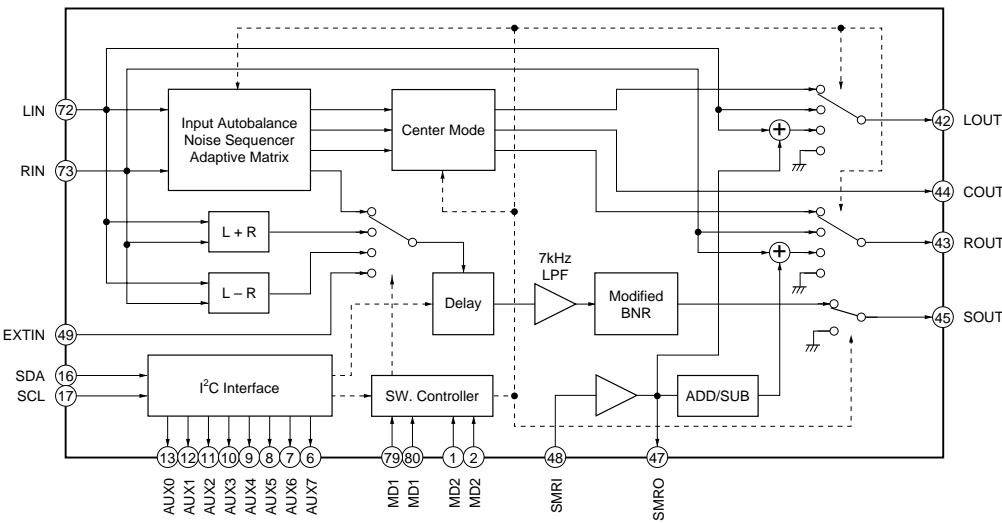 LIN 72
RIN 73
Input Autobalance
Noise Sequencer
Adaptive Matrix
Center Mode
+
42 LOUT
44 COUT
43 ROUT
+
L + R
L – R
7kHz
LPF
Delay
Modified
BNR
45 SOUT
EXTIN 49
SDA 16
SCL 17
I²C Interface
SW. Controller
ADD/SUB
13 12 11 10 9 8 7 6 79 80 1 2 48 47
AUX0
AUX1
AUX2
AUX3
AUX4
AUX5
AUX6
AUX7
MD1
MD1
MD2
MD2
SMRI
SMRO